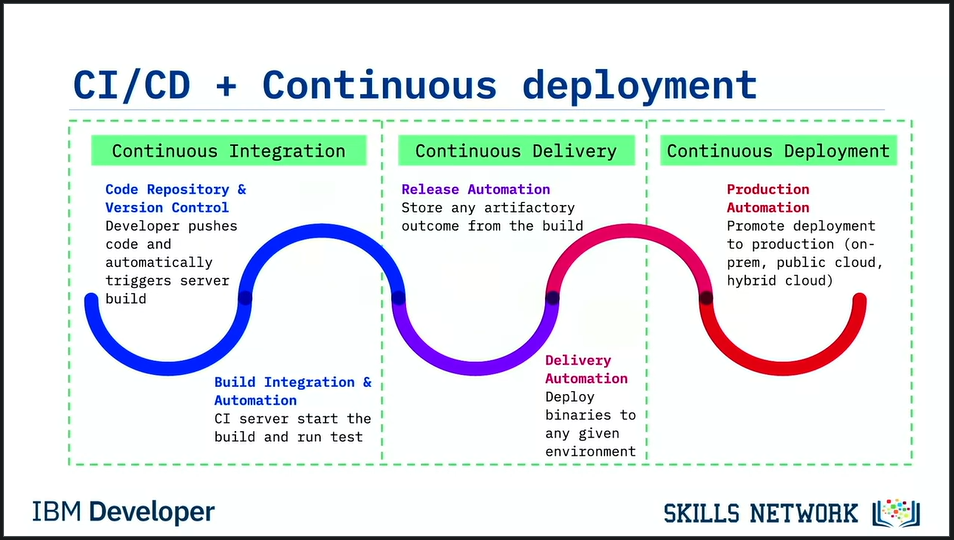 CI/CD + Continuous deployment
Continuous Integration
Code Repository &
Version Control
Developer pushes
code and
automatically
triggers server
build
Build Integration &
Automation
CI server start the
build and run test
Continuous Delivery
Release Automation
Store any artifactory
outcome from the build
Delivery
Automation
Deploy
binaries to
any given
environment
Continuous Deployment
Production
Automation
Promote deployment
to production (on-
prem, public cloud,
hybrid cloud)
IBM Developer
SKILLS NETWORK